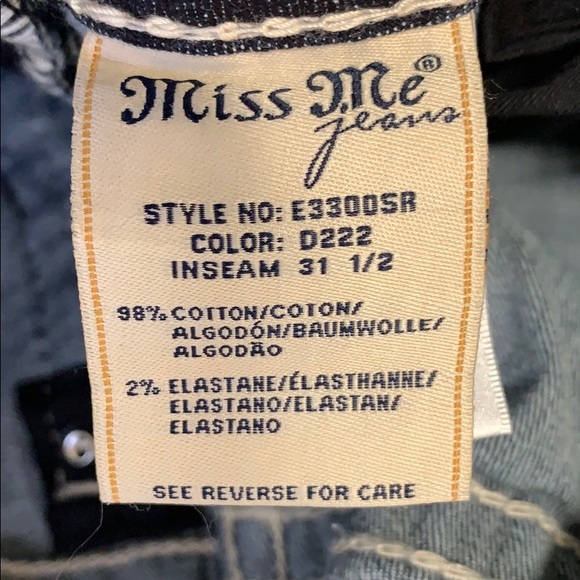 Miss Me®
jeans
STYLE NO: E3300SR
COLOR: D222
INSEAM 31 1/2
98% COTTON/COTON/
ALGODÓN/BAUMWOLLE/
ALGODÃO
2% ELASTANE/ÉLASTHANNE/
ELASTANO/ELASTAN/
ELASTANO
SEE REVERSE FOR CARE